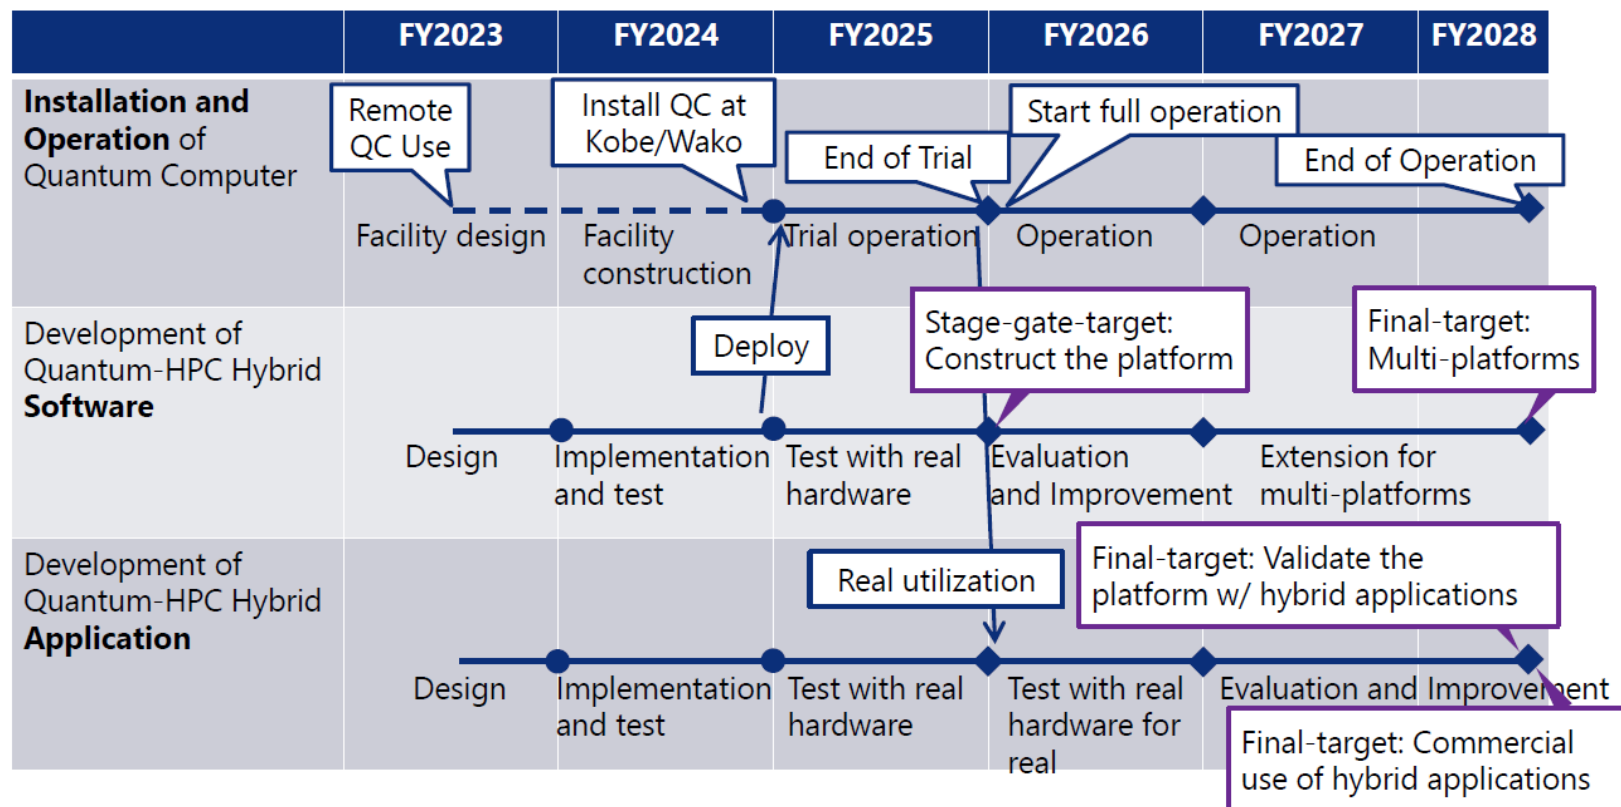 FY2023 FY2024 FY2025 FY2026 FY2027 FY2028
Installation and
Operation of
Quantum Computer
Remote
QC Use
Install QC at
Kobe/Wako
End of Trial
Start full operation
End of Operation
Facility design
Facility
construction
Trial operation
Operation
Operation
Development of
Quantum-HPC Hybrid
Software
Deploy
Stage-gate-target:
Construct the platform
Final-target:
Multi-platforms
Design
Implementation
and test
Test with real
hardware
Evaluation
and Improvement
Extension for
multi-platforms
Development of
Quantum-HPC Hybrid
Application
Real utilization
Final-target: Validate the
platform w/ hybrid applications
Design
Implementation
and test
Test with real
hardware
Test with real
hardware for
real
Evaluation and Improvement
Final-target: Commercial
use of hybrid applications